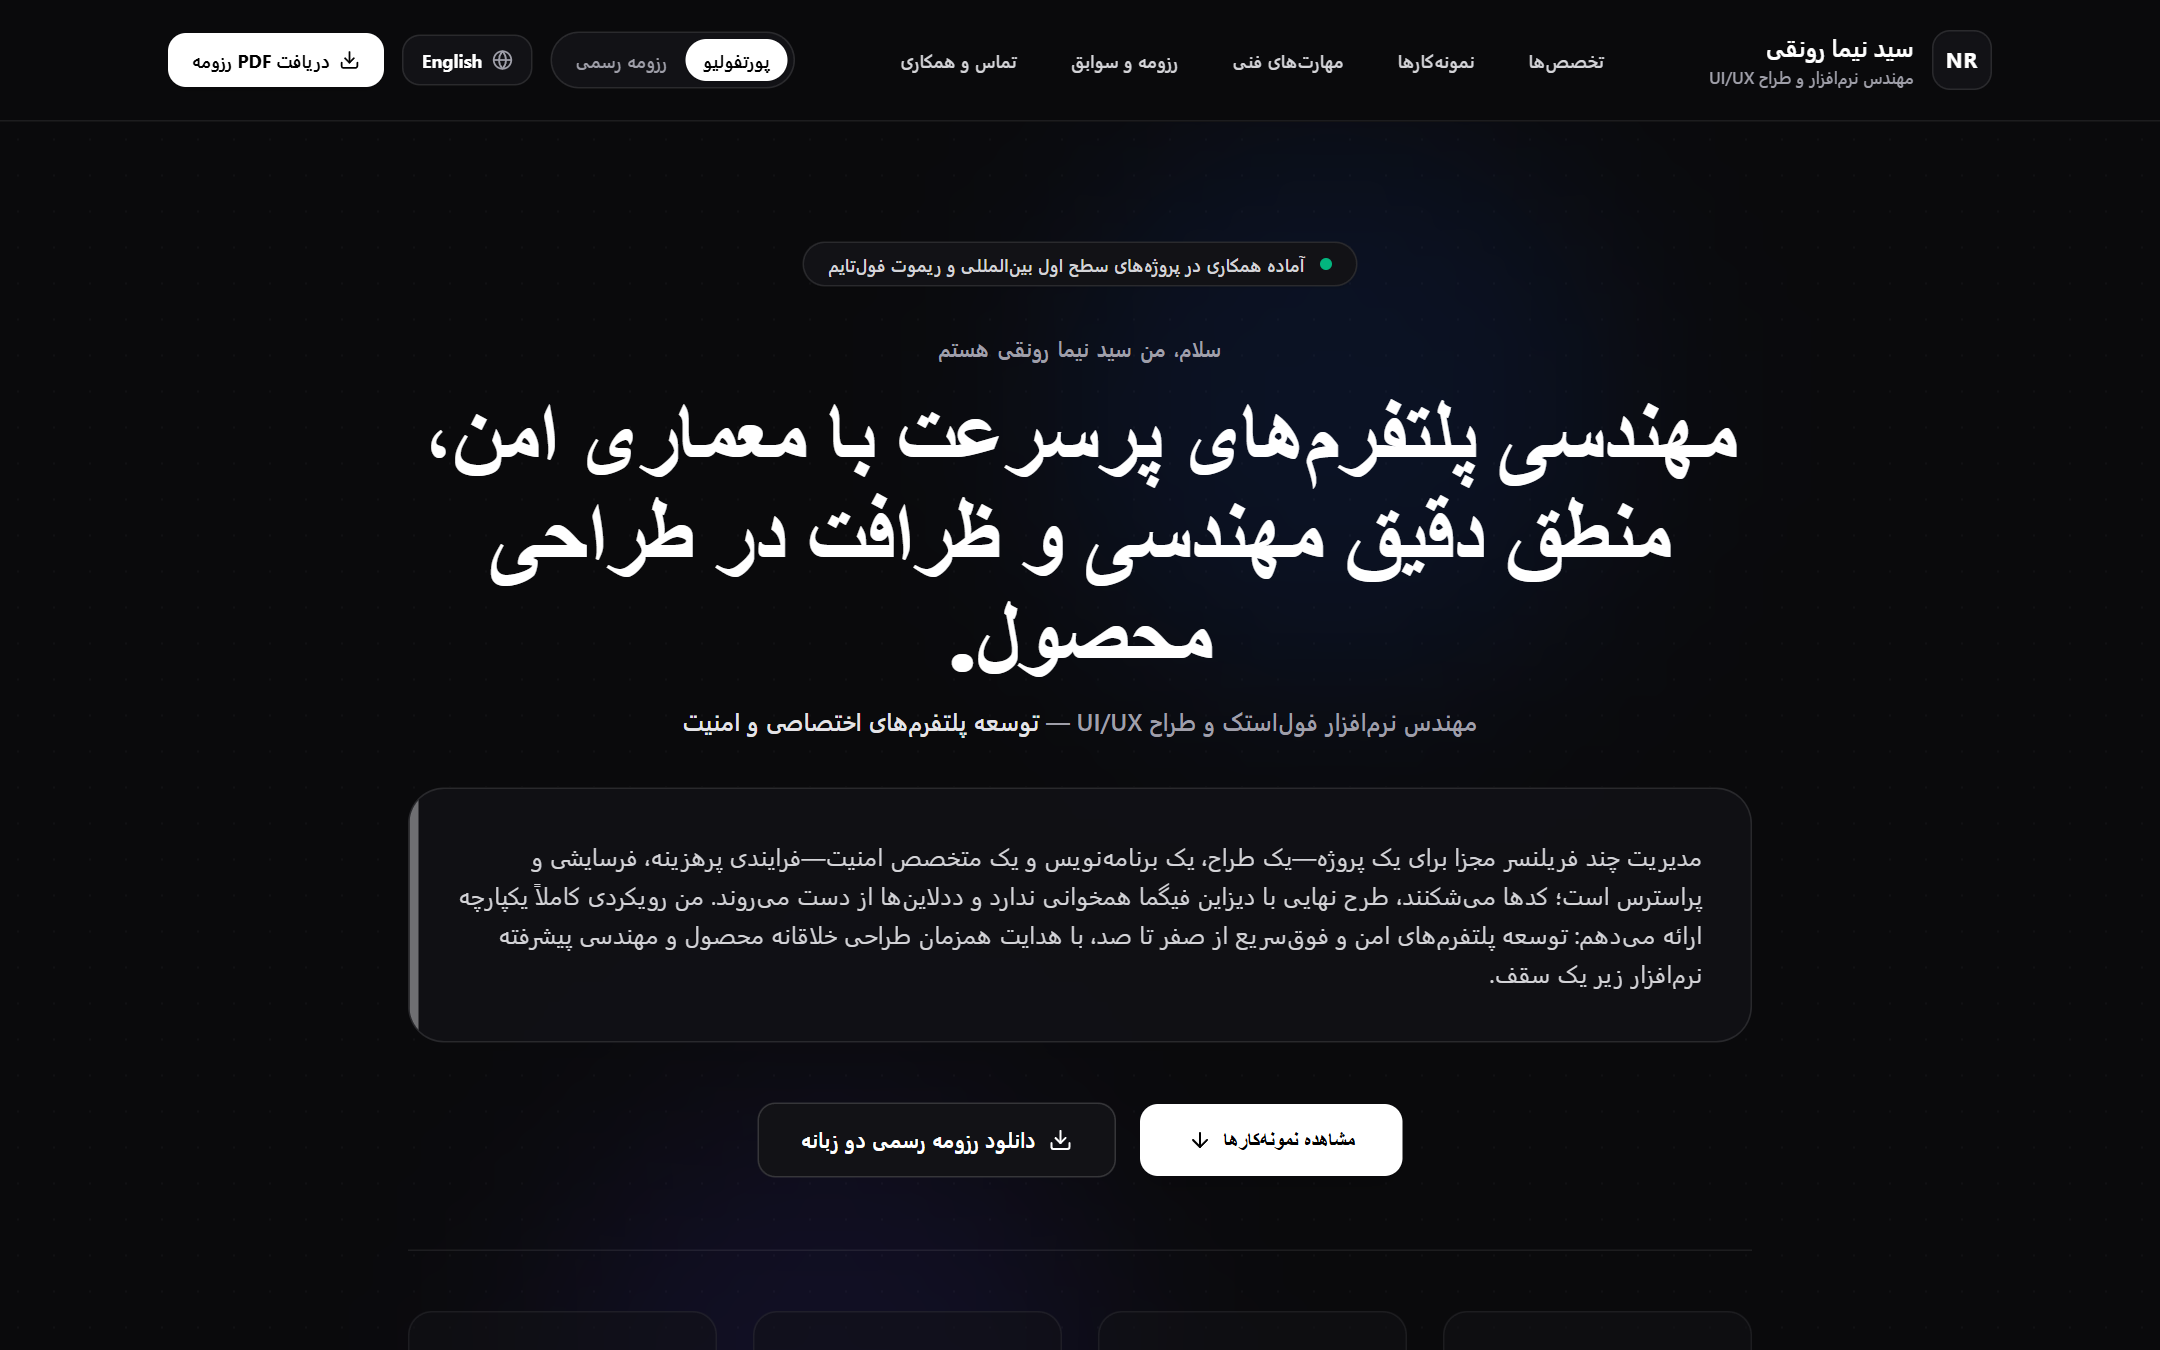 NR
سید نیما رونقی
مهندس نرم‌افزار و طراح UI/UX
تخصص‌ها
نمونه‌کارها
مهارت‌های فنی
رزومه و سوابق
تماس و همکاری
پورتفولیو
رزومه رسمی
English
دریافت PDF رزومه
آماده همکاری در پروژه‌های سطح اول بین‌المللی و ریموت فول‌تایم
سلام، من سید نیما رونقی هستم
مهندسی پلتفرم‌های پرسرعت با معماری امن،
منطق دقیق مهندسی و ظرافت در طراحی
محصول.
مهندس نرم‌افزار فول‌استک و طراح UI/UX — توسعه پلتفرم‌های اختصاصی و امنیت
مدیریت چند فریلنسر مجزا برای یک پروژه—یک طراح، یک برنامه‌نویس و یک متخصص امنیت—فرایندی پرهزینه، فرسایشی و
پراسترس است؛ کدها می‌شکنند، طرح نهایی با دیزاین فیگما همخوانی ندارد و ددلاین‌ها از دست می‌روند. من رویکردی کاملاً یکپارچه
ارائه می‌دهم: توسعه پلتفرم‌های امن و فوق‌سریع از صفر تا صد، با هدایت همزمان طراحی خلاقانه محصول و مهندسی پیشرفته
نرم‌افزار زیر یک سقف.
مشاهده نمونه‌کارها
دانلود رزومه رسمی دو زبانه